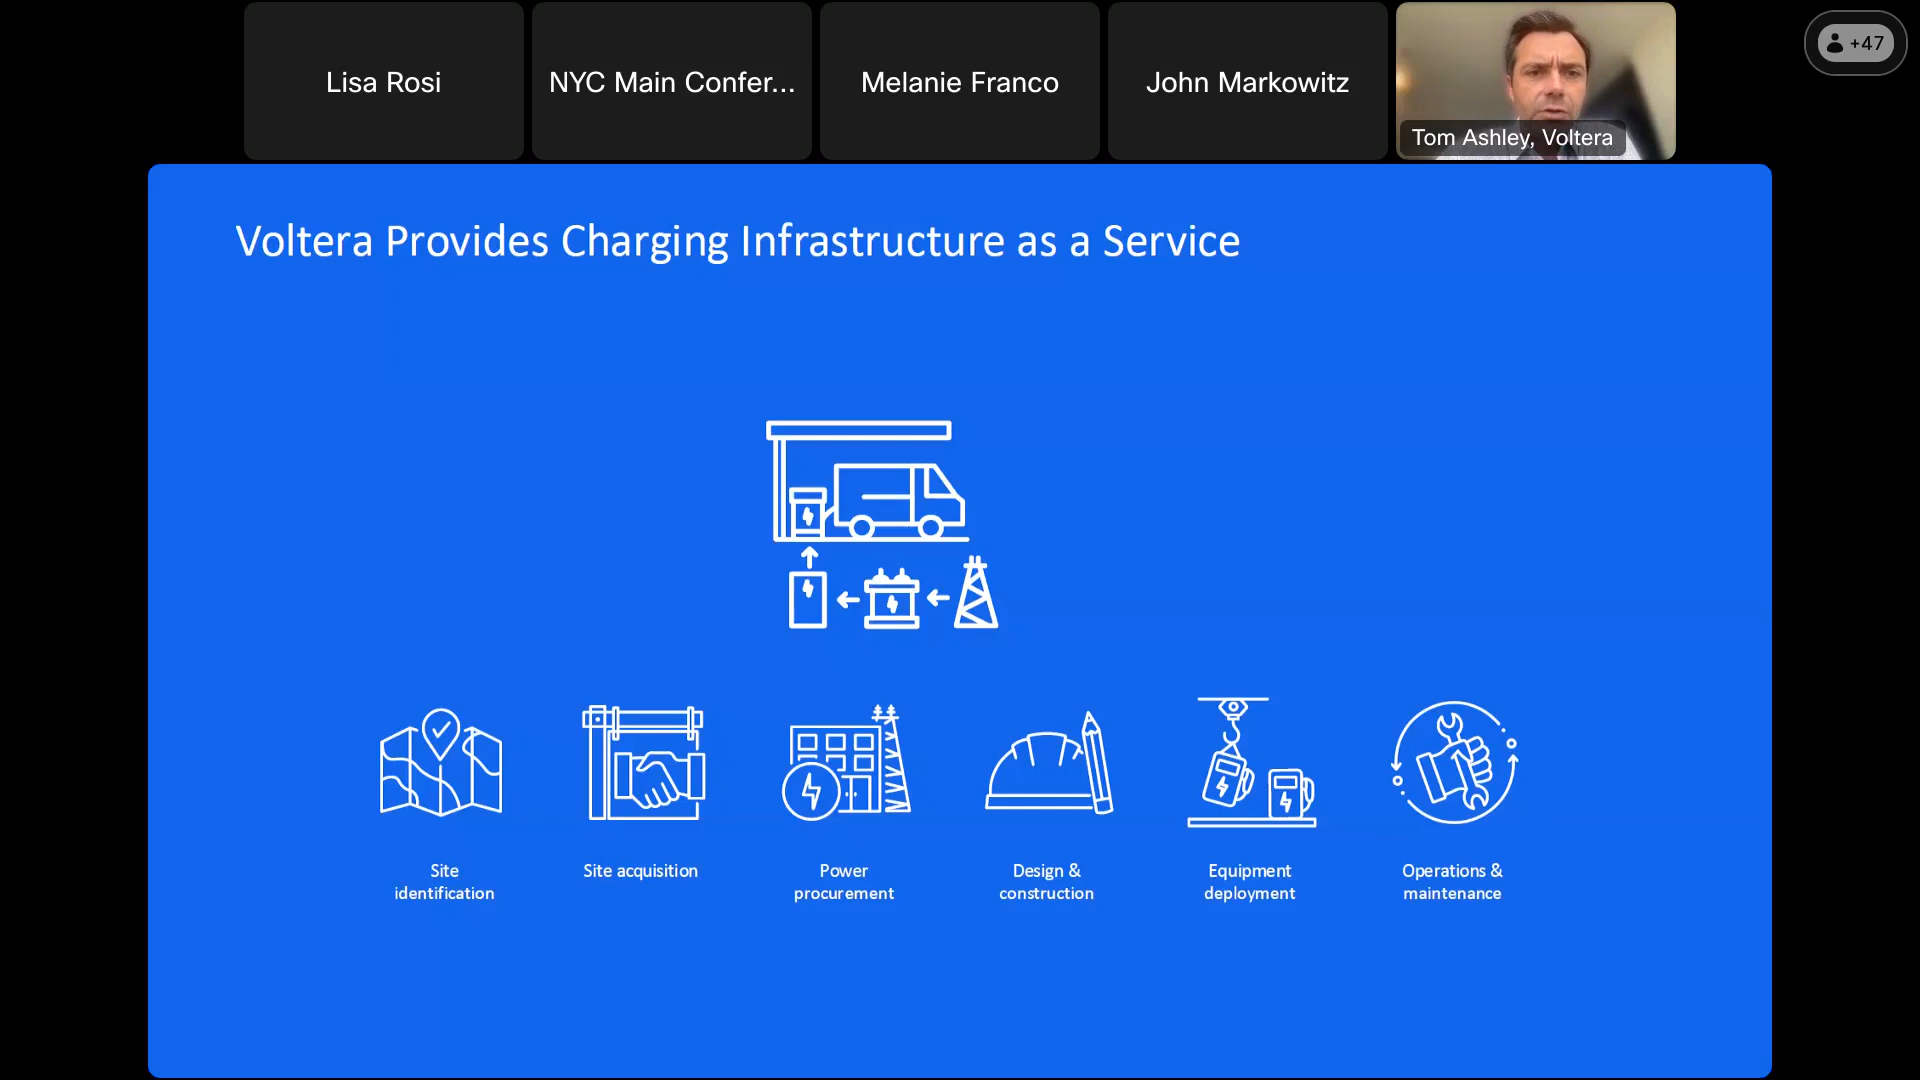 Lisa Rosi
NYC Main Confer...
Melanie Franco
John Markowitz
Tom Ashley, Voltera
+47
Voltera Provides Charging Infrastructure as a Service
Site
identification
Site acquisition
Power
procurement
Design &
construction
Equipment
deployment
Operations &
maintenance